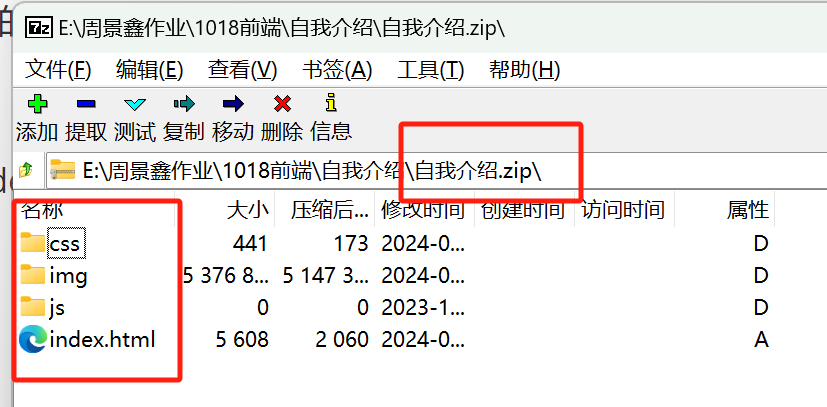 的
E:\周景鑫作业\1018前端\自我介绍\自我介绍.zip\
文件(F) 编辑(E) 查看(V) 书签(A) 工具(T) 帮助(H)
添加 提取 测试 复制 移动 删除 信息
E:\周景鑫作业\1018前端\自我介绍\自我介绍.zip\
名称 大小 压缩后... 修改时间 创建时间 访问时间 属性
css 441 173 2024-0... D
img 5 376 8... 5 147 3... 2024-0... D
js 0 0 2023-1... D
index.html 5 608 2 060 2024-0... A